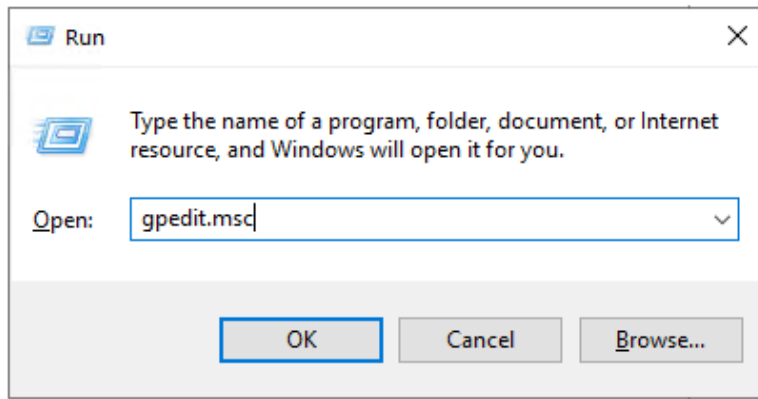 Run
Type the name of a program, folder, document, or Internet
resource, and Windows will open it for you.
Open: gpedit.msc
OK Cancel Browse...